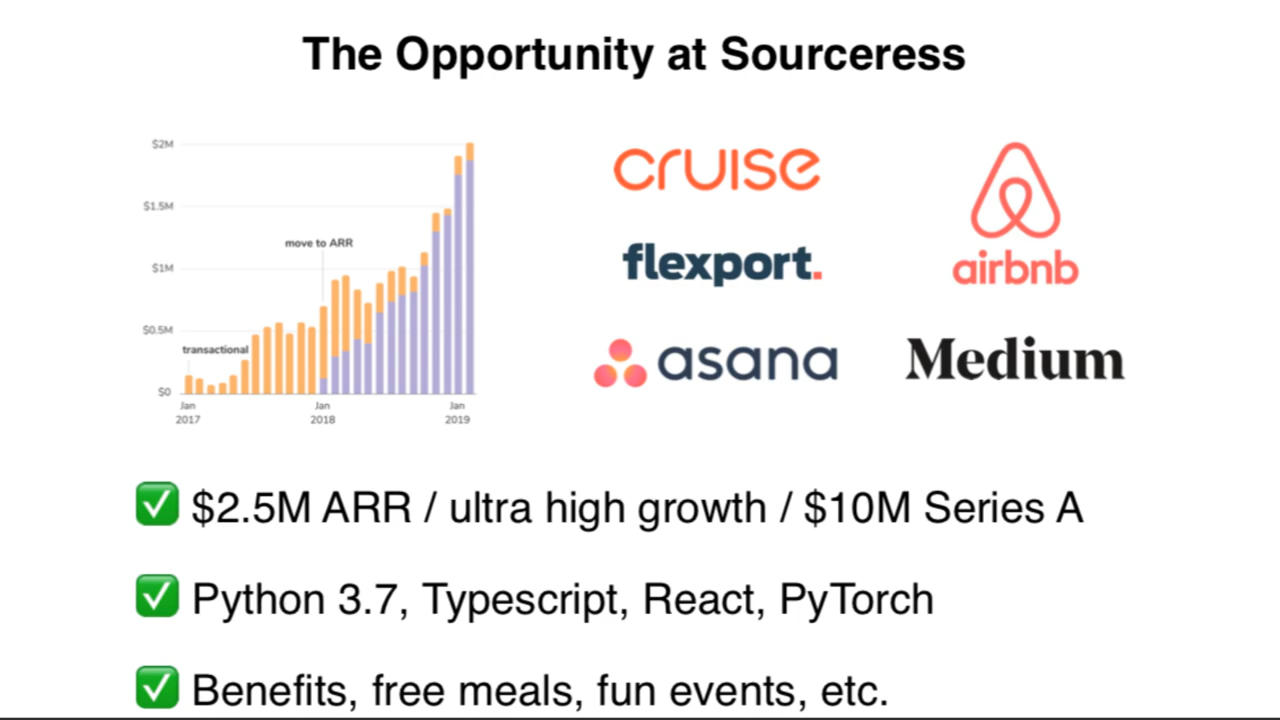 The Opportunity at Sourceress
$2M
$1.5M
$1M
$0.5M
$0
move to ARR
transactional
Jan
2017
Jan
2018
Jan
2019
cruise
flexport.
asana
airbnb
Medium
✅ $2.5M ARR / ultra high growth / $10M Series A
✅ Python 3.7, Typescript, React, PyTorch
✅ Benefits, free meals, fun events, etc.